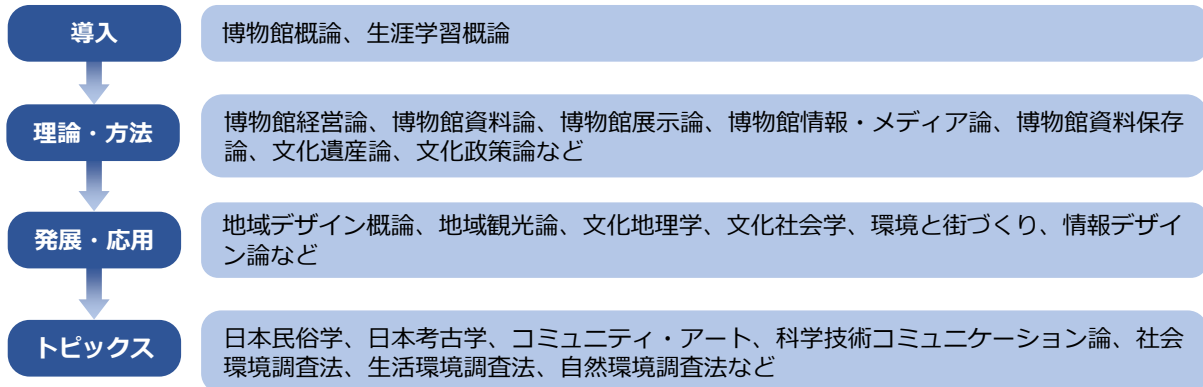 導入
博物館概論、生涯学習概論
理論・方法
博物館経営論、博物館資料論、博物館展示論、博物館情報・メディア論、博物館資料保存
論、文化遺産論、文化政策論など
発展・応用
地域デザイン概論、地域観光論、文化地理学、文化社会学、環境と街づくり、情報デザイ
ン論など
トピックス
日本民俗学、日本考古学、コミュニティ・アート、科学技術コミュニケーション論、社会
環境調査法、生活環境調査法、自然環境調査法など